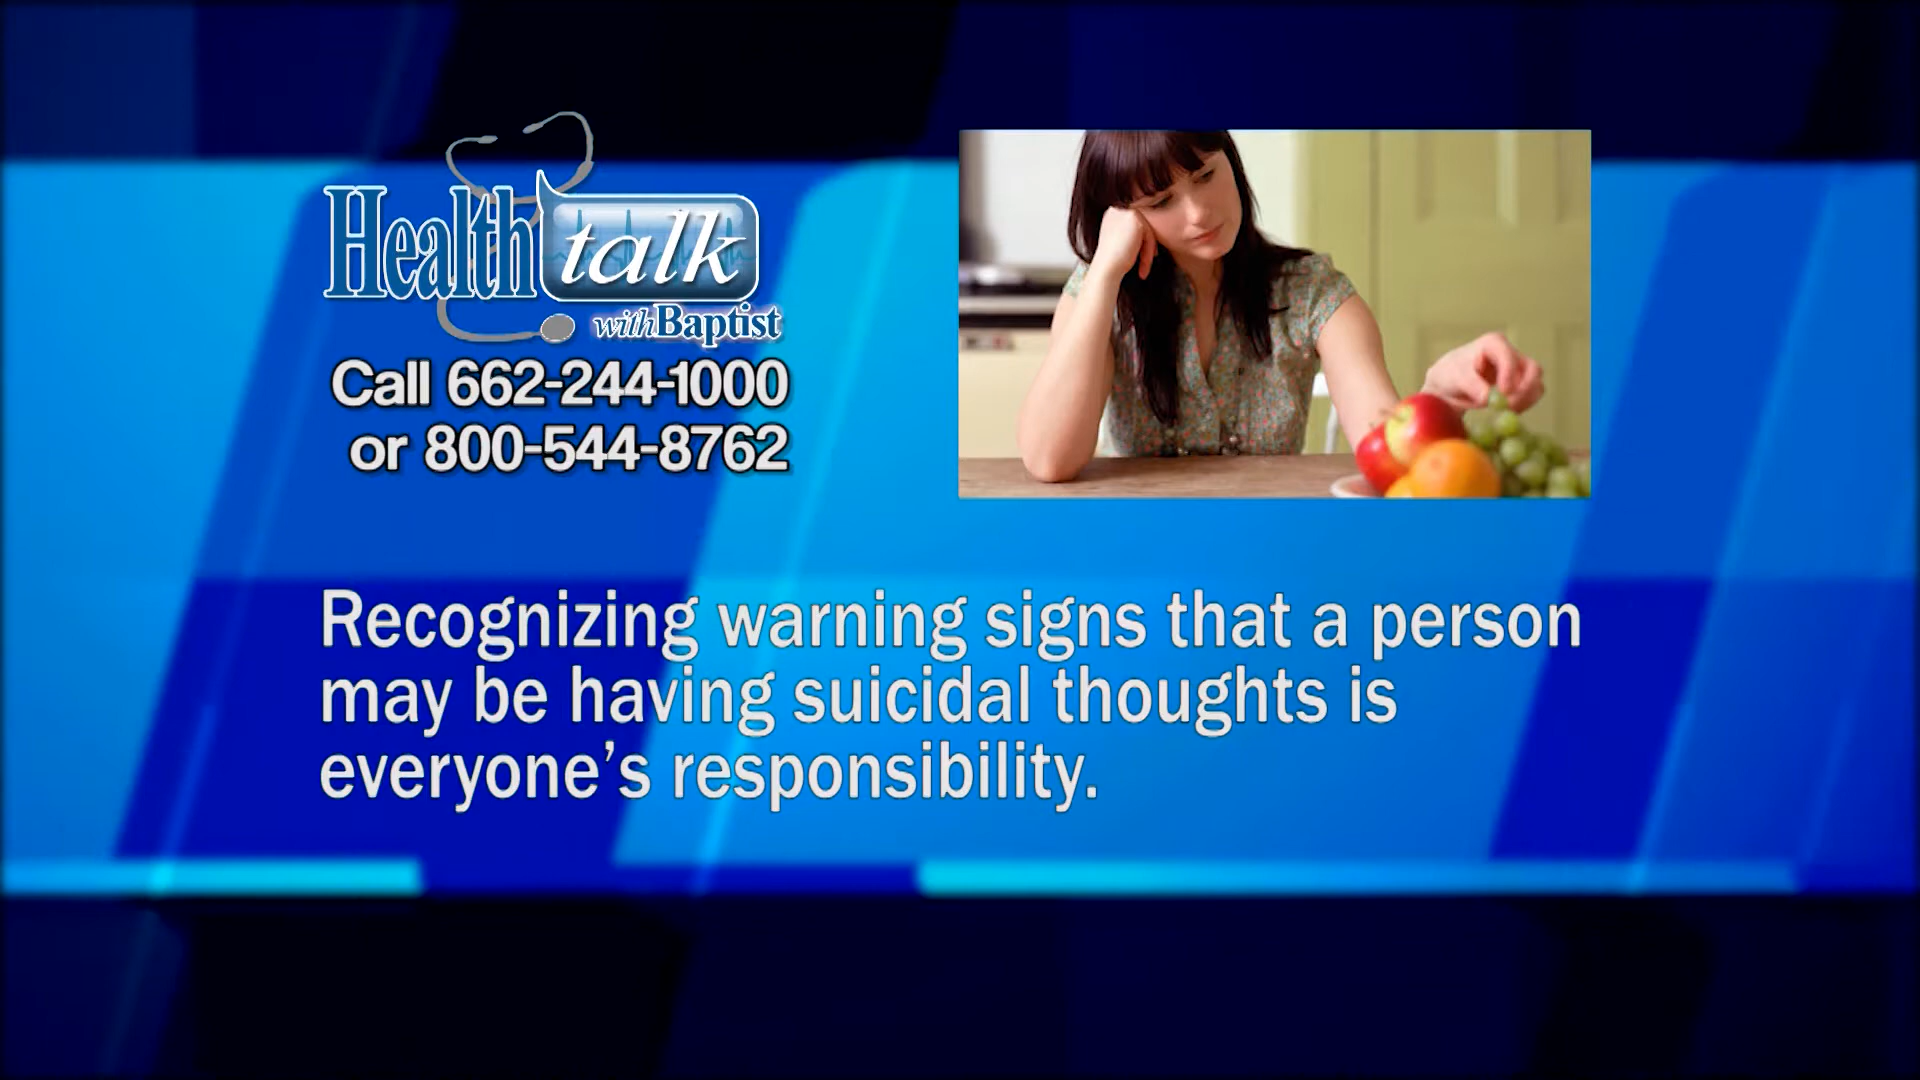 Health talk
with Baptist
Call 662-244-1000
or 800-544-8762
Recognizing warning signs that a person
may be having suicidal thoughts is
everyone's responsibility.